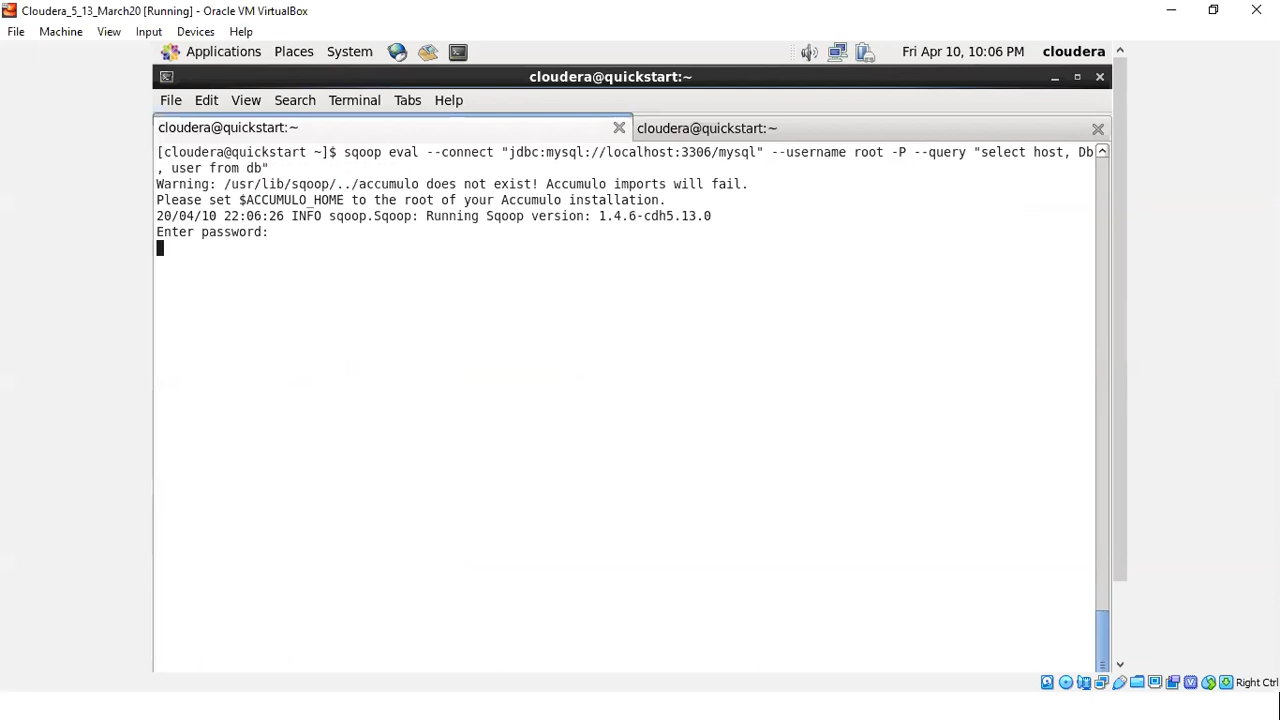 Cloudera_5_13_March20 [Running] - Oracle VM VirtualBox
File Machine View Input Devices Help
Applications Places System Fri Apr 10, 10:06 PM cloudera
cloudera@quickstart:~
File Edit View Search Terminal Tabs Help
cloudera@quickstart:~ cloudera@quickstart:~
[cloudera@quickstart ~]$ sqoop eval --connect "jdbc:mysql://localhost:3306/mysql" --username root -P --query "select host, Db
, user from db"
Warning: /usr/lib/sqoop/../accumulo does not exist! Accumulo imports will fail.
Please set $ACCUMULO_HOME to the root of your Accumulo installation.
20/04/10 22:06:26 INFO sqoop.Sqoop: Running Sqoop version: 1.4.6-cdh5.13.0
Enter password:
Right Ctrl